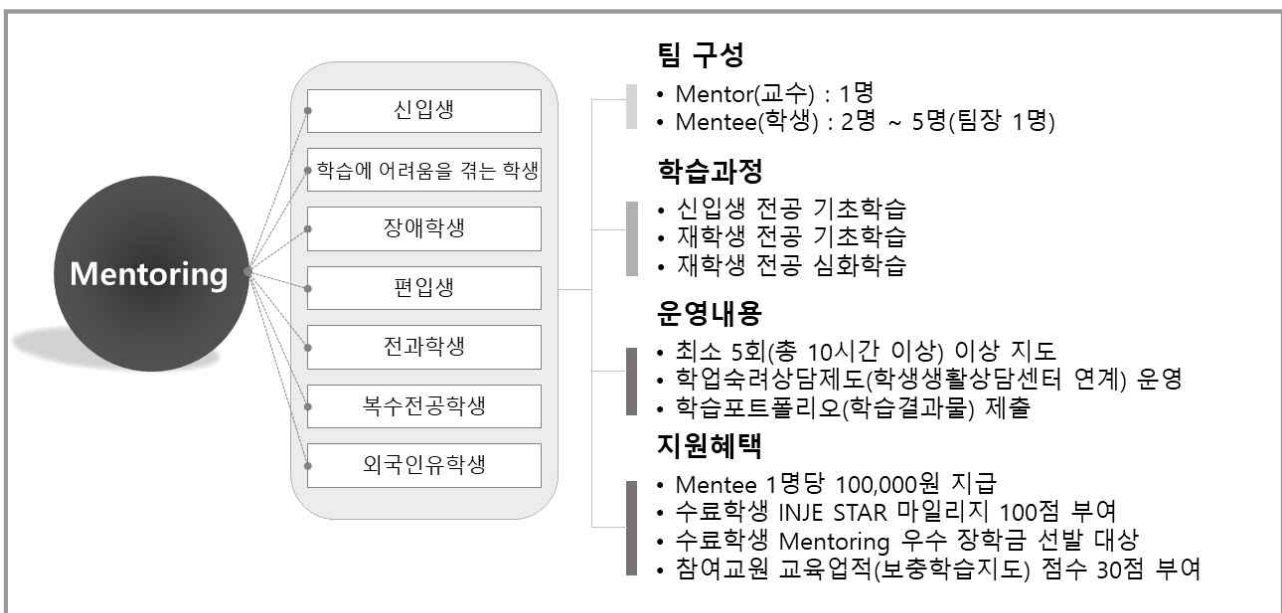 Mentoring
신입생
학습에 어려움을 겪는 학생
장애학생
편입생
전과학생
복수전공학생
외국인유학생
팀 구성
• Mentor(교수) : 1명
• Mentee(학생) : 2명 ~ 5명(팀장 1명)
학습과정
• 신입생 전공 기초학습
• 재학생 전공 기초학습
• 재학생 전공 심화학습
운영내용
• 최소 5회(총 10시간 이상) 이상 지도
• 학업숙려상담제도(학생생활상담센터 연계) 운영
• 학습포트폴리오(학습결과물) 제출
지원혜택
• Mentee 1명당 100,000원 지급
• 수료학생 INJE STAR 마일리지 100점 부여
• 수료학생 Mentoring 우수 장학금 선발 대상
• 참여교원 교육업적(보충학습지도) 점수 30점 부여